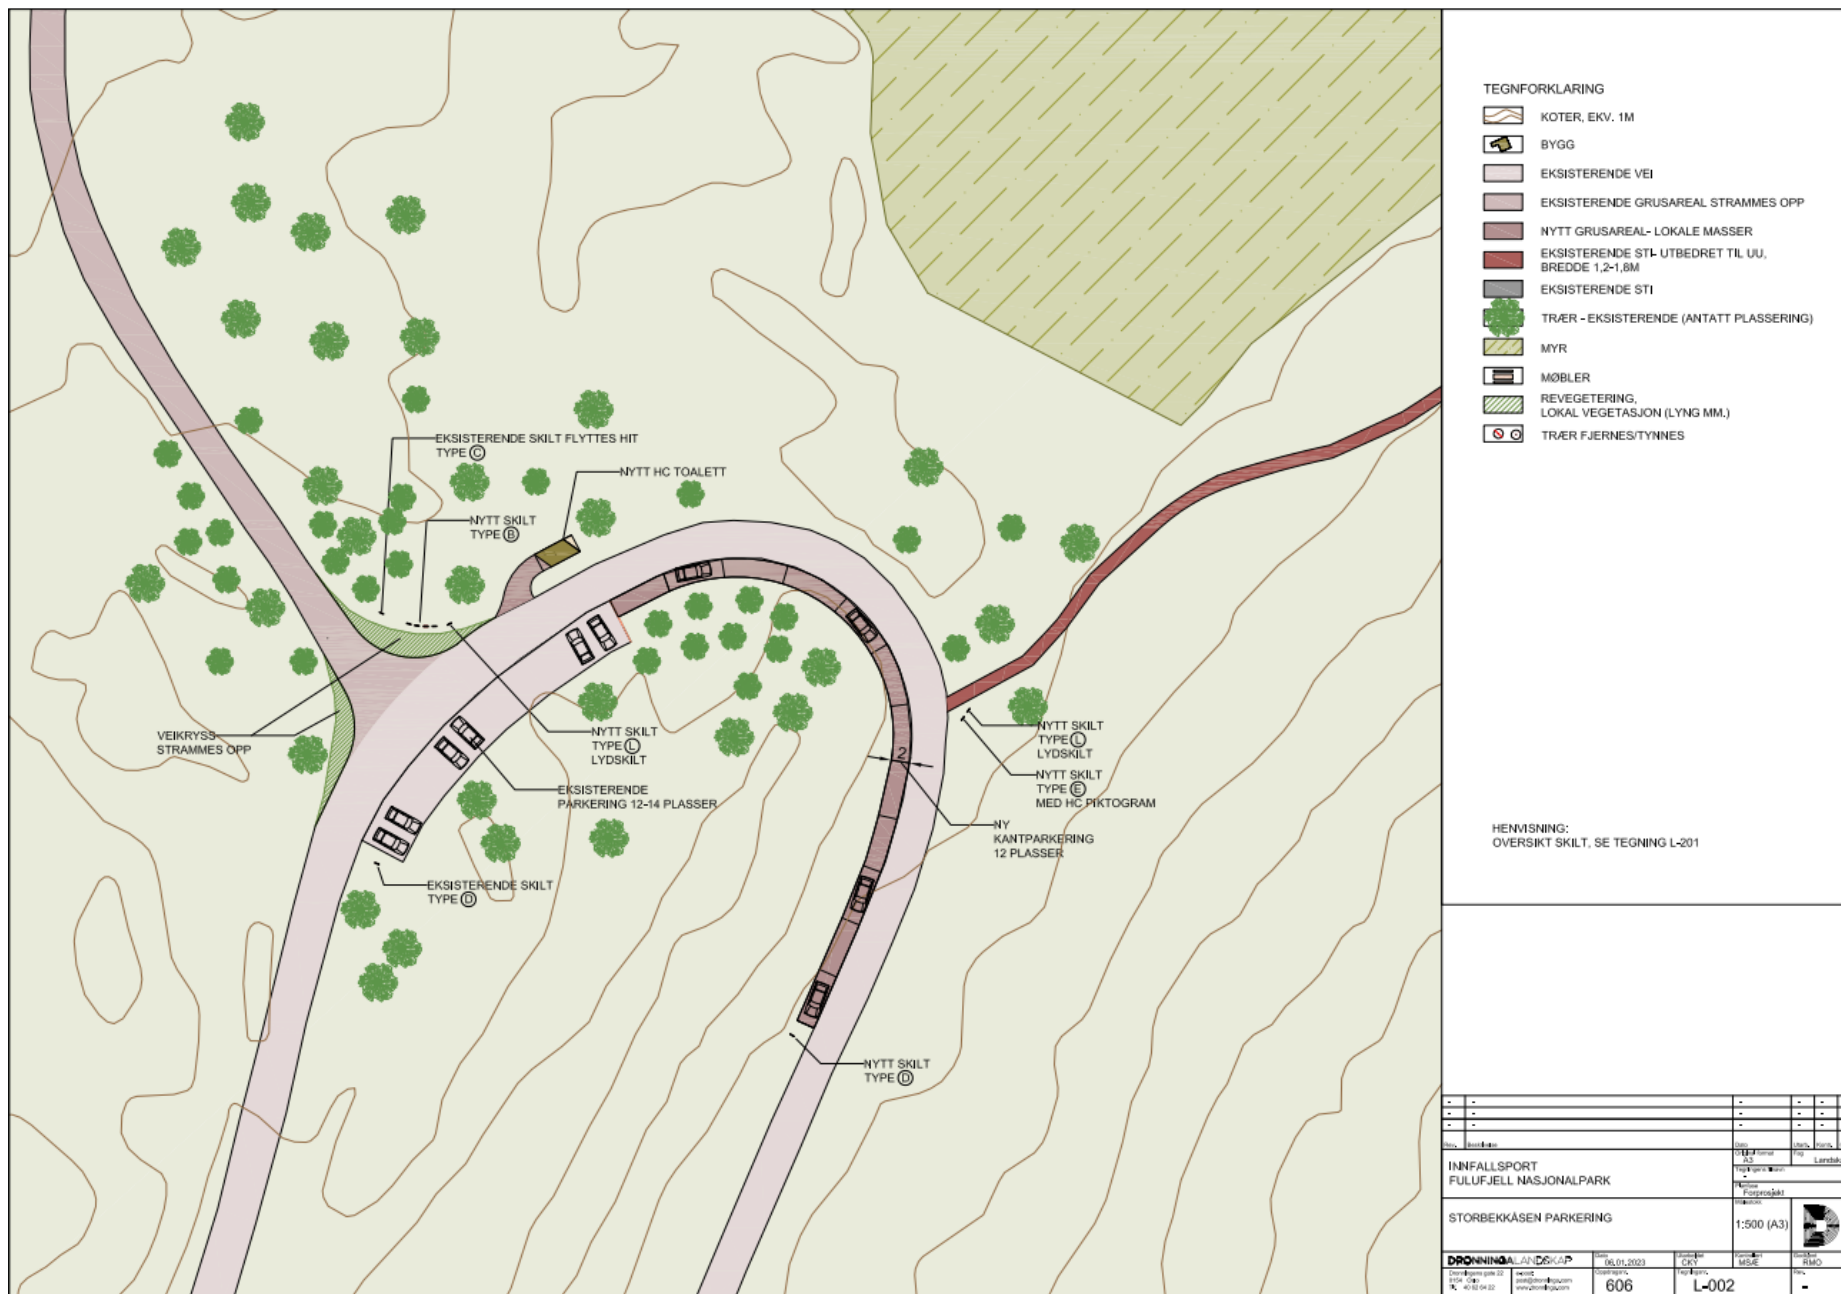 TEGNFORKLARING
KOTER, EKV. 1M
BYGG
EKSISTERENDE VEI
EKSISTERENDE GRUSAREAL STRAMMES OPP
NYTT GRUSAREAL- LOKALE MASSER
EKSISTERENDE STI- UTBEDRET TIL UU,
BREDDE 1,2-1,8M
EKSISTERENDE STI
TRÆR - EKSISTERENDE (ANTATT PLASSERING)
MYR
MØBLER
REVEGETERING,
LOKAL VEGETASJON (LYNG MM.)
TRÆR FJERNES/TYNNES
EKSISTERENDE SKILT FLYTTES HIT
TYPE C
NYTT HC TOALETT
NYTT SKILT
TYPE B
VEIKRYSS
STRAMMES OPP
NYTT SKILT
TYPE L
LYDSKILT
EKSISTERENDE
PARKERING 12-14 PLASSER
EKSISTERENDE SKILT
TYPE D
2
NYTT SKILT
TYPE L
LYDSKILT
NYTT SKILT
TYPE E
MED HC PIKTOGRAM
NY
KANTPARKERING
12 PLASSER
NYTT SKILT
TYPE D
HENVISNING:
OVERSIKT SKILT, SE TEGNING L-201
INNFALLSPORT
FULUFJELL NASJONALPARK
A3
Forprosjekt
STORBEKKÅSEN PARKERING
1:500 (A3)
DRONNINGALANDSKAP
Dato
06.01.2023
CKY
MSÆ
RMO
606
L-002
-